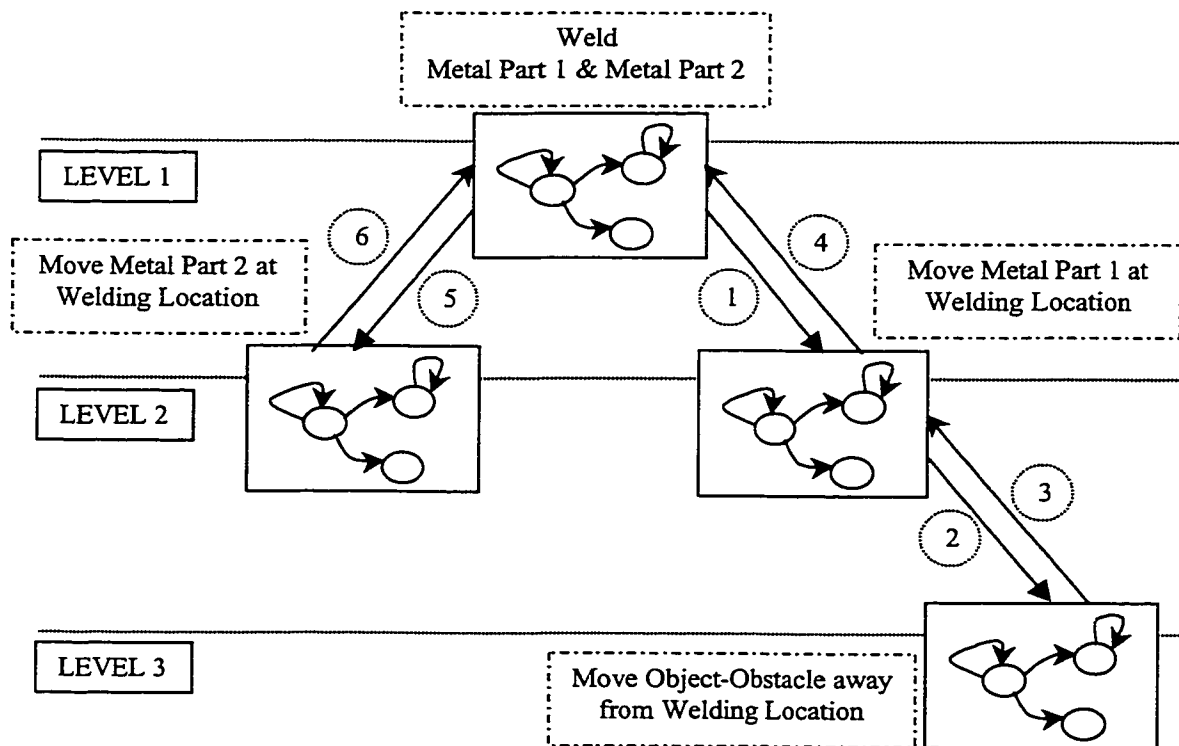 Weld
Metal Part 1 & Metal Part 2
LEVEL 1
6
4
Move Metal Part 2 at
Welding Location
5
1
Move Metal Part 1 at
Welding Location
LEVEL 2
3
2
LEVEL 3
Move Object-Obstacle away
from Welding Location